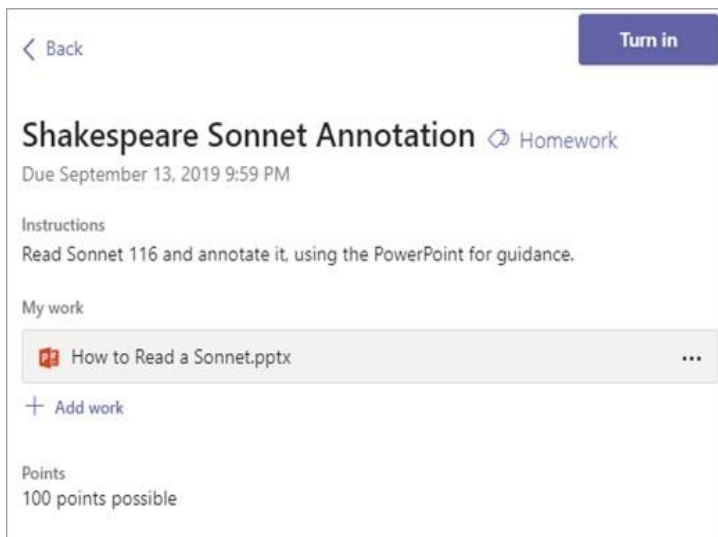 Back
Turn in
Shakespeare Sonnet Annotation Homework
Due September 13, 2019 9:59 PM
Instructions
Read Sonnet 116 and annotate it, using the PowerPoint for guidance.
My work
How to Read a Sonnet.pptx
+ Add work
Points
100 points possible